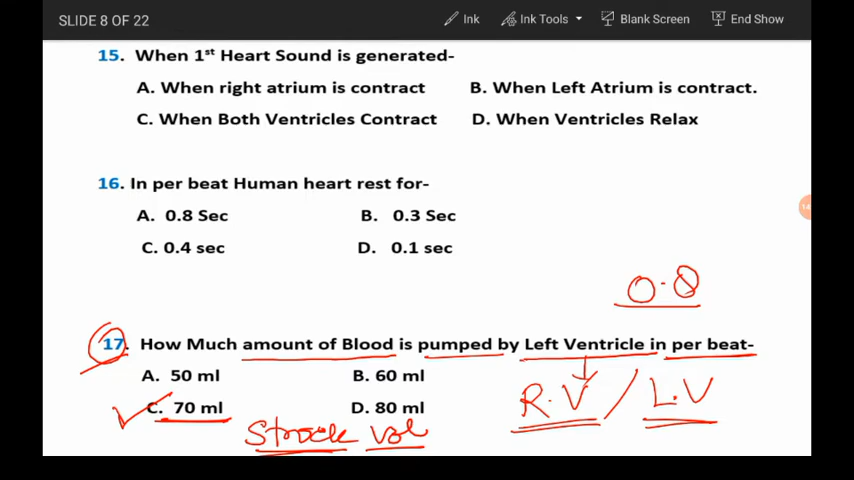 SLIDE 8 OF 22 Ink Ink Tools Blank Screen End Show
15. When 1st Heart Sound is generated-
A. When right atrium is contract B. When Left Atrium is contract.
C. When Both Ventricles Contract D. When Ventricles Relax
16. In per beat Human heart rest for-
A. 0.8 Sec B. 0.3 Sec
C. 0.4 sec D. 0.1 sec
0.8
17. How Much amount of Blood is pumped by Left Ventricle in per beat-
A. 50 ml B. 60 ml
R.V / L.V
C. 70 ml D. 80 ml
Strock vol